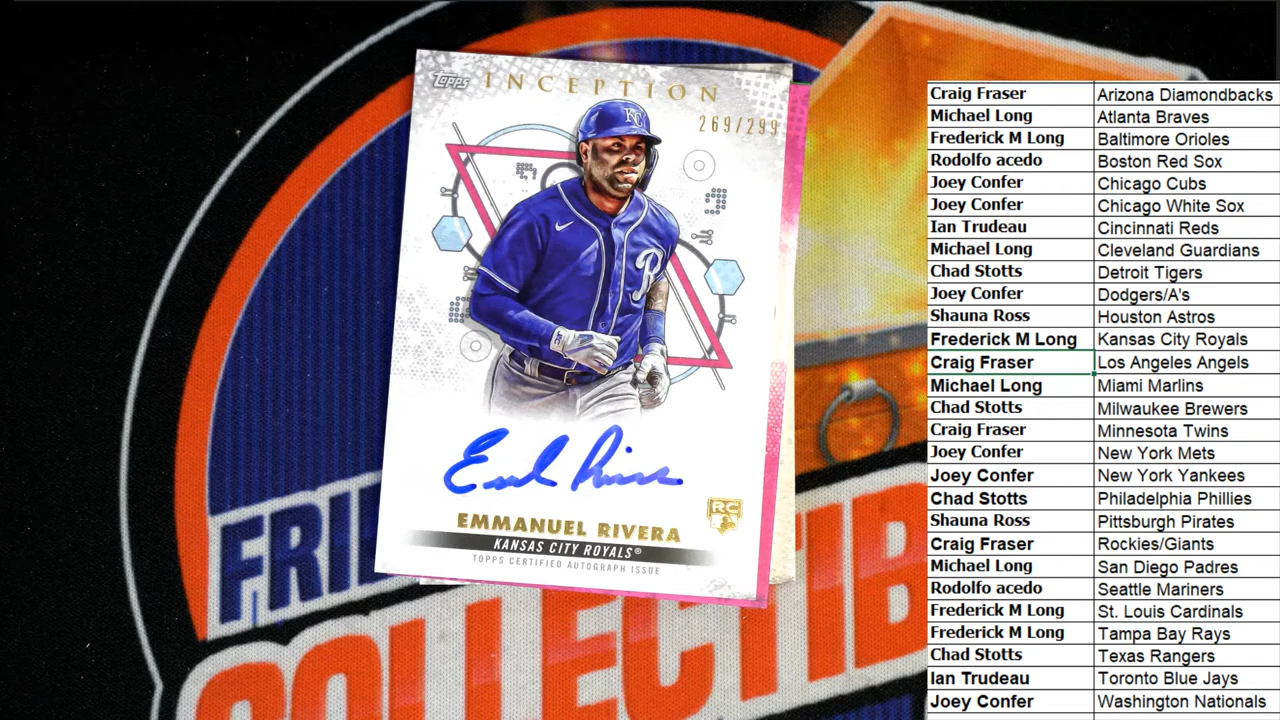 Topps INCEPTION
269/299
KC
R
Emml Rivera
RC
EMMANUEL RIVERA
KANSAS CITY ROYALS®
TOPPS CERTIFIED AUTOGRAPH ISSUE
FRI
COLLECTIB
Craig Fraser Arizona Diamondbacks
Michael Long Atlanta Braves
Frederick M Long Baltimore Orioles
Rodolfo acedo Boston Red Sox
Joey Confer Chicago Cubs
Joey Confer Chicago White Sox
Ian Trudeau Cincinnati Reds
Michael Long Cleveland Guardians
Chad Stotts Detroit Tigers
Joey Confer Dodgers/A's
Shauna Ross Houston Astros
Frederick M Long Kansas City Royals
Craig Fraser Los Angeles Angels
Michael Long Miami Marlins
Chad Stotts Milwaukee Brewers
Craig Fraser Minnesota Twins
Joey Confer New York Mets
Joey Confer New York Yankees
Chad Stotts Philadelphia Phillies
Shauna Ross Pittsburgh Pirates
Craig Fraser Rockies/Giants
Michael Long San Diego Padres
Rodolfo acedo Seattle Mariners
Frederick M Long St. Louis Cardinals
Frederick M Long Tampa Bay Rays
Chad Stotts Texas Rangers
Ian Trudeau Toronto Blue Jays
Joey Confer Washington Nationals